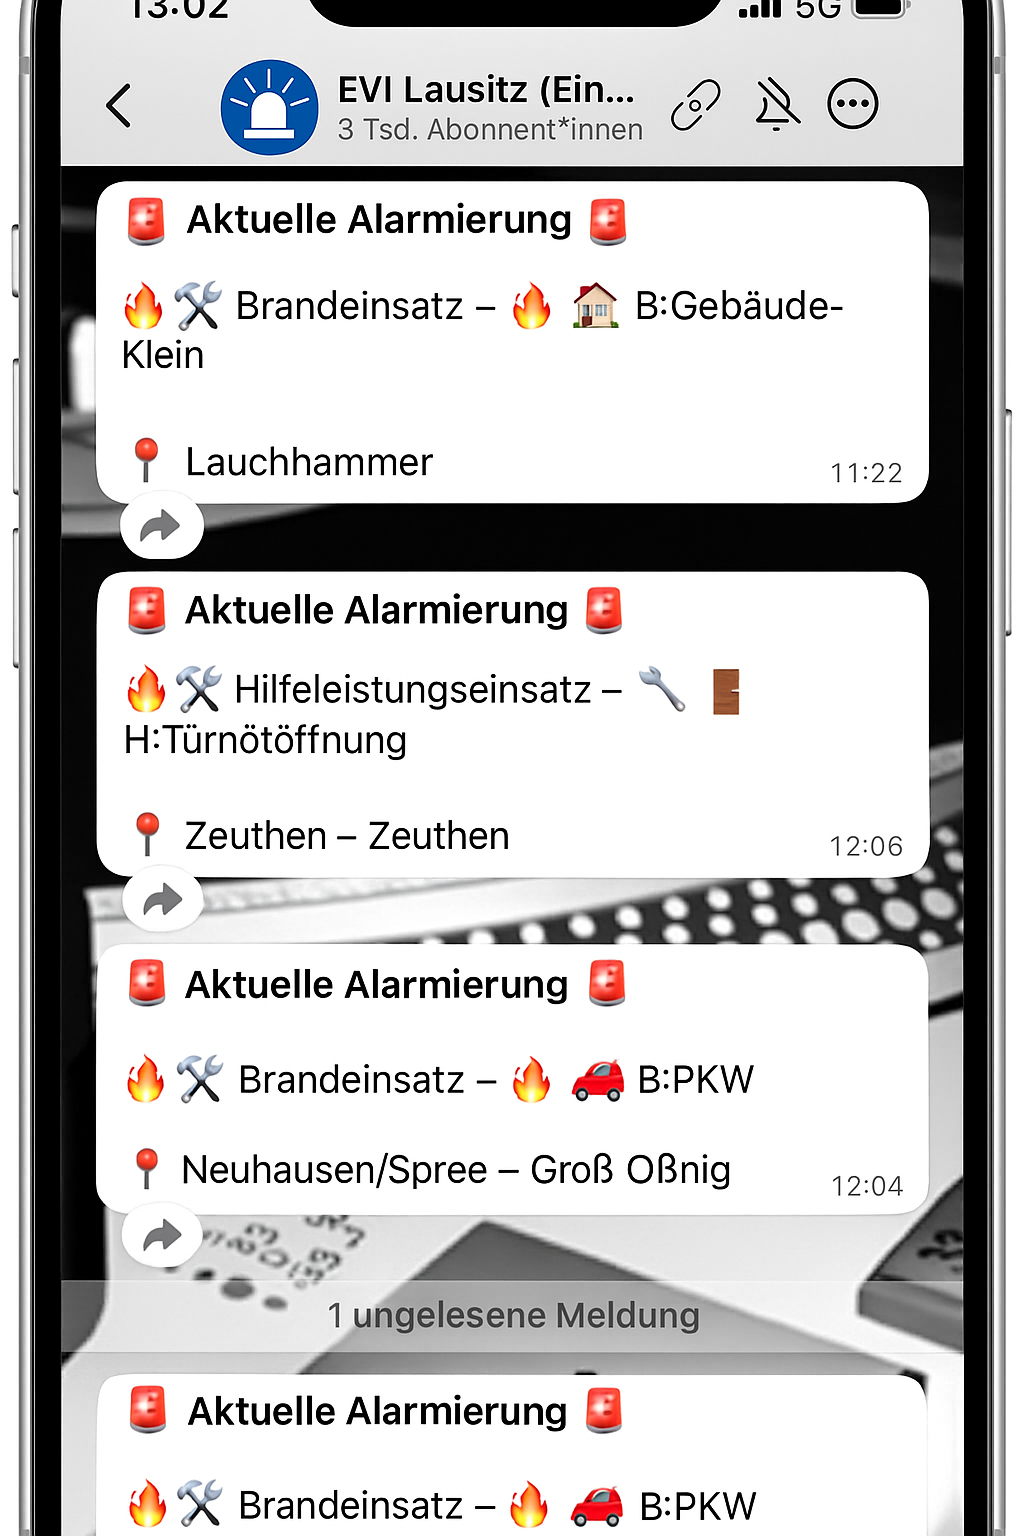 13:02 5G
EVI Lausitz (Ein...
3 Tsd. Abonnent*innen
🚨 Aktuelle Alarmierung 🚨
🔥🛠 Brandeinsatz – 🔥 🏠 B:Gebäude-
Klein
📍 Lauchhammer
11:22
🚨 Aktuelle Alarmierung 🚨
🔥🛠 Hilfeleistungseinsatz – 🔧 🚪
H:Türnötöffnung
📍 Zeuthen – Zeuthen
12:06
🚨 Aktuelle Alarmierung 🚨
🔥🛠 Brandeinsatz – 🔥 🚗 B:PKW
📍 Neuhausen/Spree – Groß Oßnig
12:04
1 ungelesene Meldung
🚨 Aktuelle Alarmierung 🚨
🔥🛠 Brandeinsatz – 🔥 🚗 B:PKW